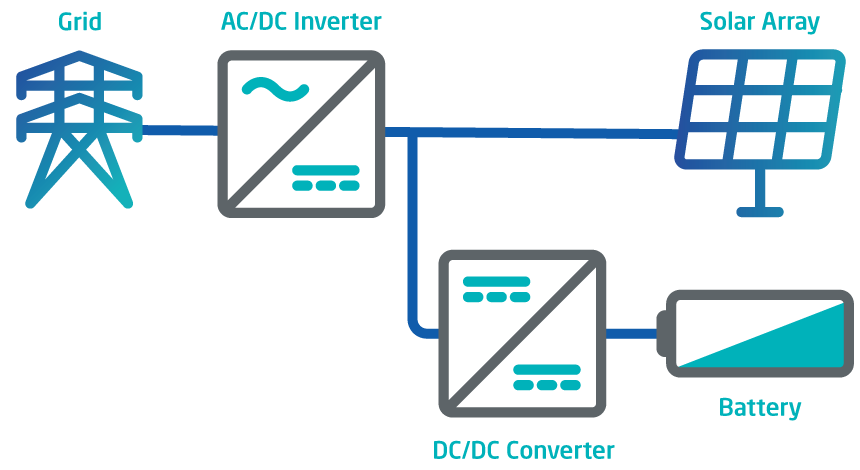 Grid
AC/DC Inverter
Solar Array
Battery
DC/DC Converter